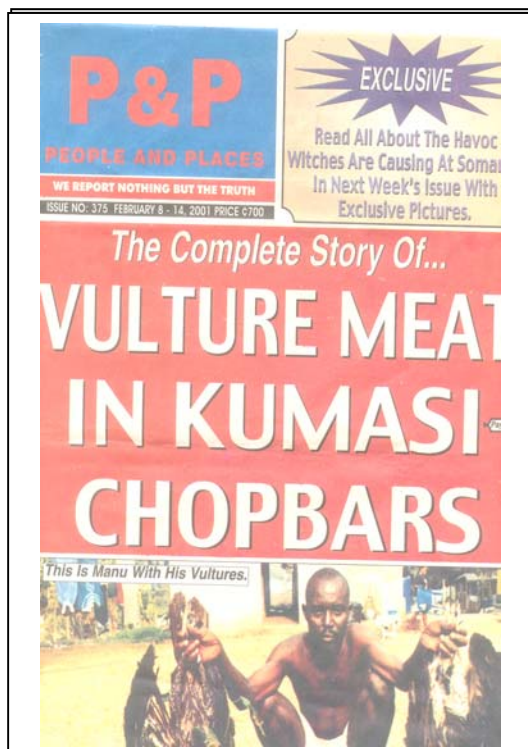 P&P
PEOPLE AND PLACES
WE REPORT NOTHING BUT THE TRUTH
ISSUE NO: 375 FEBRUARY 8 - 14, 2001 PRICE ¢700
EXCLUSIVE
Read All About The Havoc
Witches Are Causing At
In Next Week's Issue With
Exclusive Pictures.
The Complete Story Of...
VULTURE MEAT
IN KUMASI
CHOPBARS
This Is Manu With His Vultures.